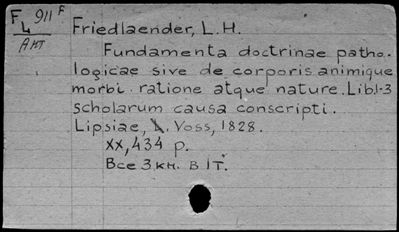 F 911 F
L
Ант
Friedlaender, L.H.
Fundamenta doctrinae patho-
logicae sive de corporis animique
morbi ratione atque nature. Lib.1-3
scholarum causa conscripti.
Lipsiae, L. Voss, 1828.
XX, 434 p.
Все 3 кн. в 1 т.